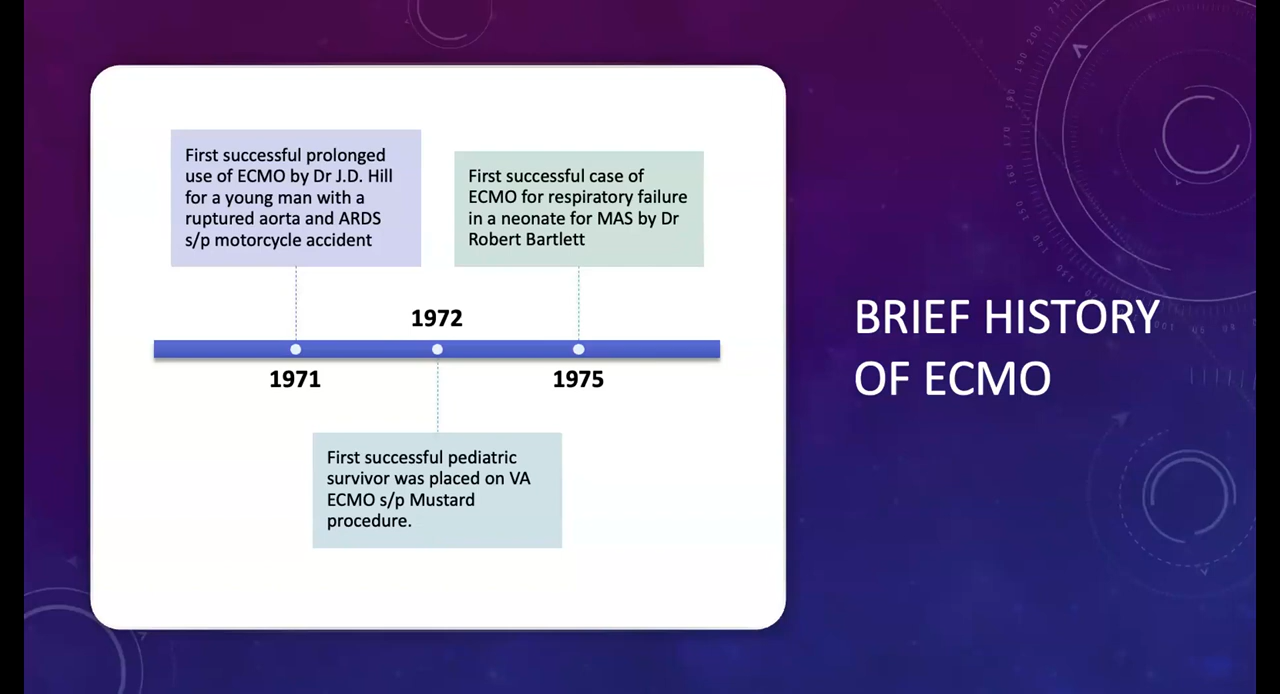 First successful prolonged
use of ECMO by Dr J.D. Hill
for a young man with a
ruptured aorta and ARDS
s/p motorcycle accident
First successful case of
ECMO for respiratory failure
in a neonate for MAS by Dr
Robert Bartlett
1972
1971
1975
First successful pediatric
survivor was placed on VA
ECMO s/p Mustard
procedure.
BRIEF HISTORY
OF ECMO